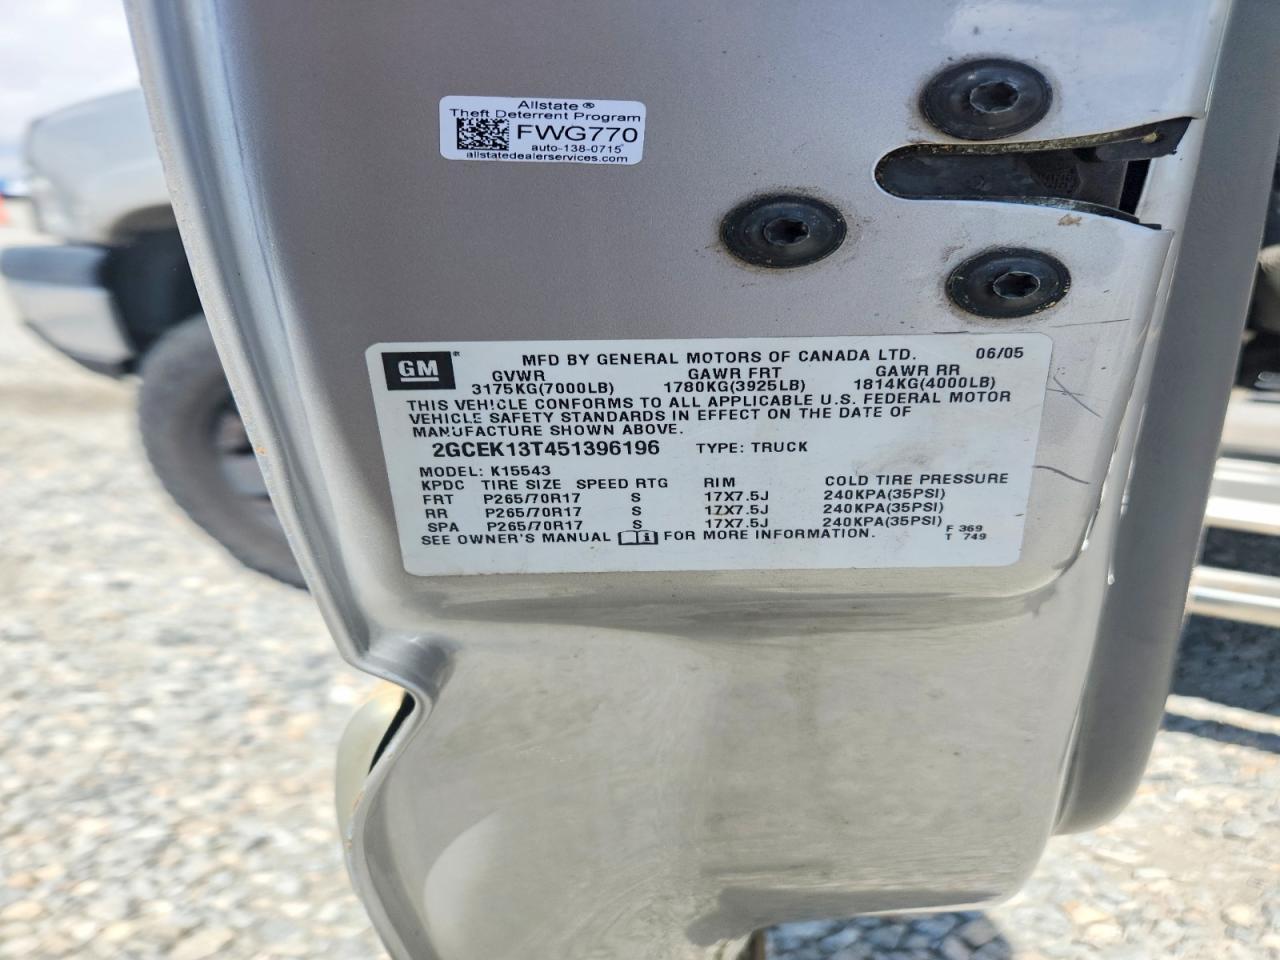 Allstate ®
Theft Deterrent Program
FWG770
auto-138-0715
allstatedealerservices.com
GM ® MFD BY GENERAL MOTORS OF CANADA LTD. 06/05
GVWR GAWR FRT GAWR RR
3175KG(7000LB) 1780KG(3925LB) 1814KG(4000LB)
THIS VEHICLE CONFORMS TO ALL APPLICABLE U.S. FEDERAL MOTOR
VEHICLE SAFETY STANDARDS IN EFFECT ON THE DATE OF
MANUFACTURE SHOWN ABOVE.
2GCEK13T451396196 TYPE: TRUCK
MODEL: K15543
KPDC TIRE SIZE SPEED RTG RIM COLD TIRE PRESSURE
FRT P265/70R17 S 17X7.5J 240KPA(35PSI)
RR P265/70R17 S 17X7.5J 240KPA(35PSI)
SPA P265/70R17 S 17X7.5J 240KPA(35PSI)
SEE OWNER'S MANUAL FOR MORE INFORMATION.
F 369
T 749